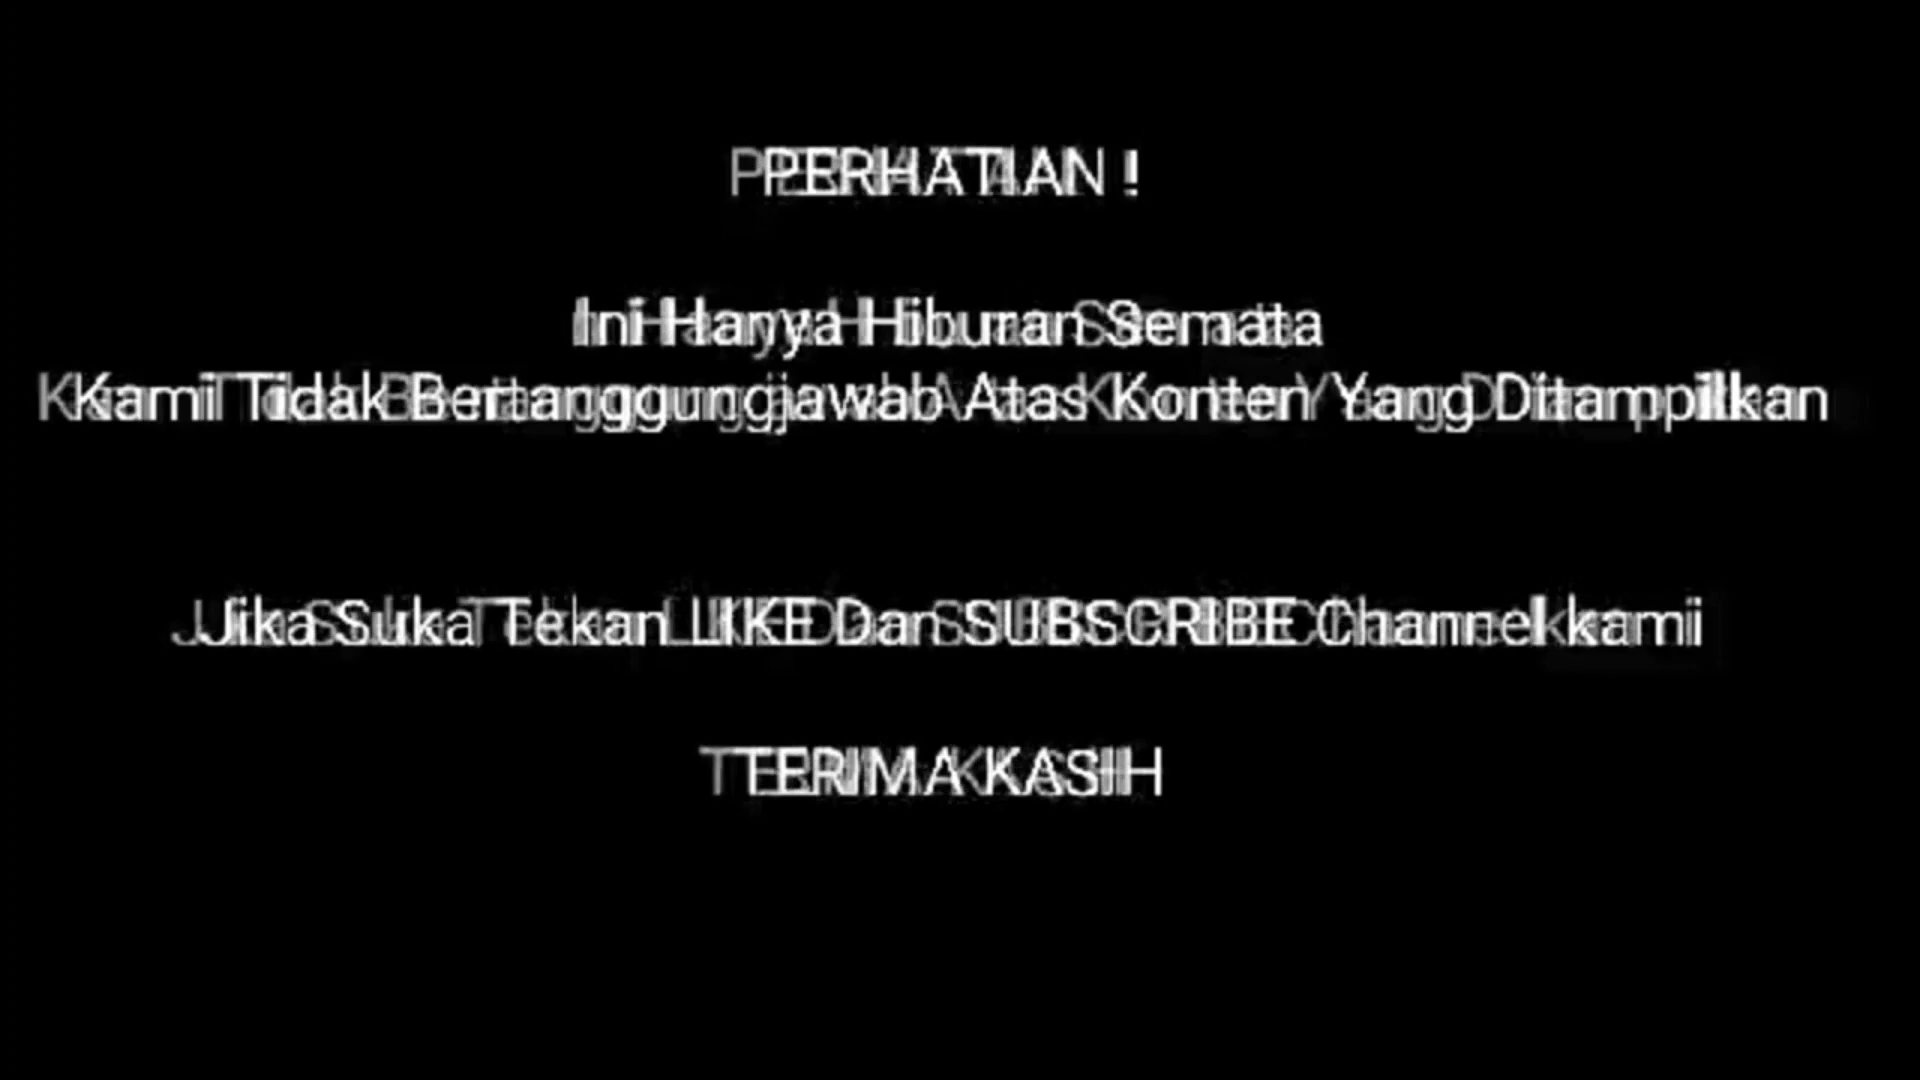 PERHATIAN !
Ini Hanya Hiburan Semata
Kami Tidak Bertanggungjawab Atas Konten Yang Ditampilkan
Jika Suka Tekan LIKE Dan SUBSCRIBE Channel kami
TERIMA KASIH